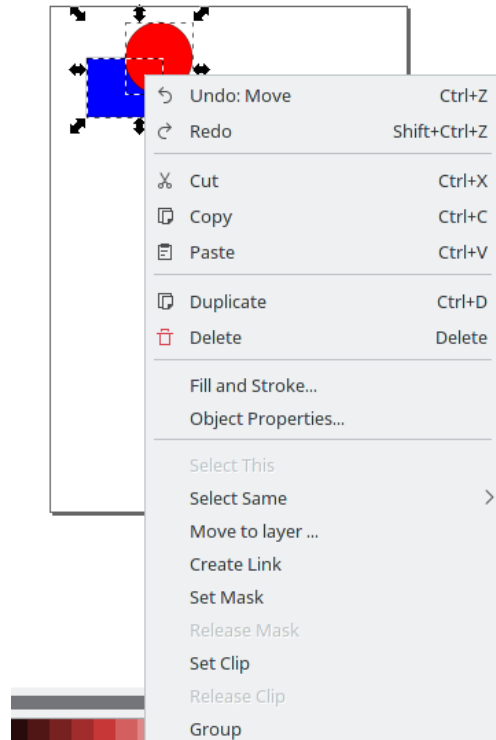 Undo: Move Ctrl+Z
Redo Shift+Ctrl+Z
Cut Ctrl+X
Copy Ctrl+C
Paste Ctrl+V
Duplicate Ctrl+D
Delete Delete
Fill and Stroke...
Object Properties...
Select This
Select Same
Move to layer ...
Create Link
Set Mask
Release Mask
Set Clip
Release Clip
Group